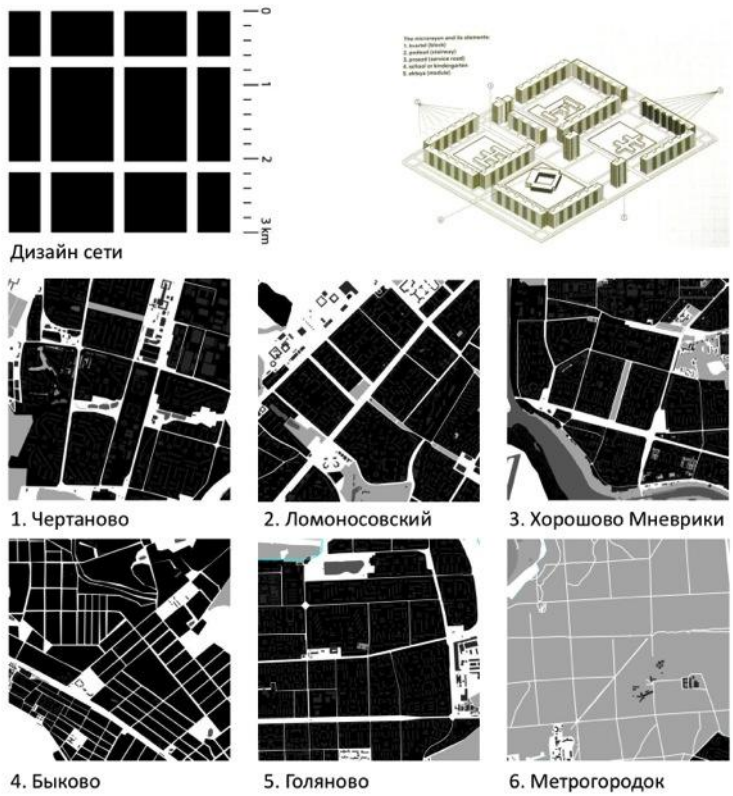 0
1
2
3 km
Дизайн сети
The microrayon and its elements:
1. kvartal (block)
2. podezd (stairway)
3. proezd (service road)
4. school or kindergarten
5. sektsya (module)
1. Чертаново
2. Ломоносовский
3. Хорошово Мневрики
4. Быково
5. Голяново
6. Метрогородок